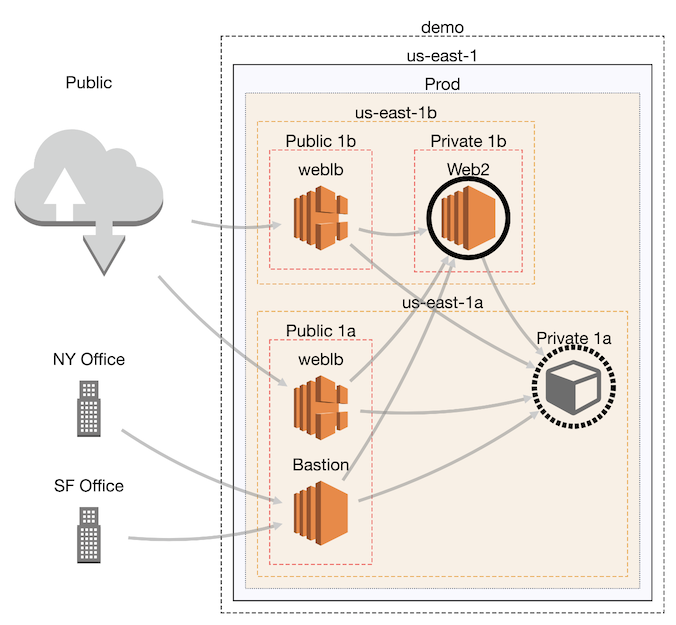 demo
us-east-1
Public
Prod
us-east-1b
Public 1b
Private 1b
weblb
Web2
us-east-1a
Public 1a
Private 1a
NY Office
weblb
Bastion
SF Office